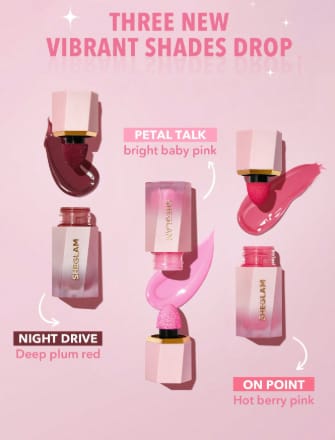 THREE NEW
VIBRANT SHADES DROP
PETAL TALK
bright baby pink
SHEGLAM
SHEGLAM
SHEGLAM
NIGHT DRIVE
Deep plum red
ON POINT
Hot berry pink